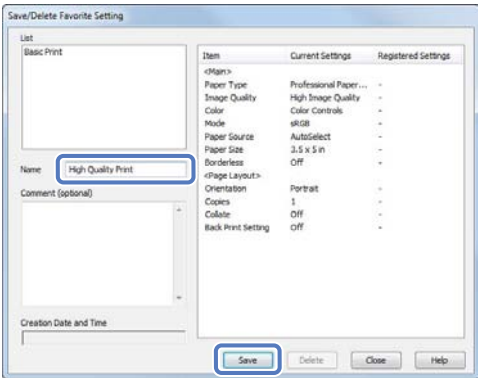 Save/Delete Favorite Setting
List
Basic Print
Name High Quality Print
Comment (optional)
Creation Date and Time
Item Current Settings Registered Settings
<Main>
Paper Type Professional Paper... -
Image Quality High Image Quality -
Color Color Controls -
Mode sRGB -
Paper Source AutoSelect -
Paper Size 3.5 x 5 in -
Borderless Off -
<Page Layout>
Orientation Portrait -
Copies 1 -
Collate Off -
Back Print Setting Off -
Save Delete Close Help